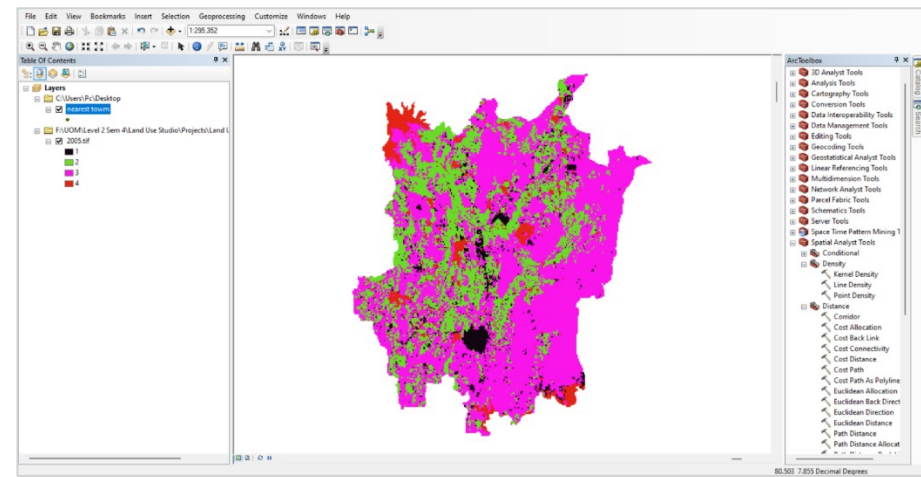 File Edit View Bookmarks Insert Selection Geoprocessing Customize Windows Help
1:295,352
Table Of Contents
Layers
C:\Users\Pc\Desktop
nearest towm
F:\UOM\Level 2 Sem 4\Land Use Studio\Projects\Land U
2005.tif
1
2
3
4
ArcToolbox
3D Analyst Tools
Analysis Tools
Cartography Tools
Conversion Tools
Data Interoperability Tools
Data Management Tools
Editing Tools
Geocoding Tools
Geostatistical Analyst Tools
Linear Referencing Tools
Multidimension Tools
Network Analyst Tools
Parcel Fabric Tools
Schematics Tools
Server Tools
Space Time Pattern Mining T
Spatial Analyst Tools
Conditional
Density
Kernel Density
Line Density
Point Density
Distance
Corridor
Cost Allocation
Cost Back Link
Cost Connectivity
Cost Distance
Cost Path
Cost Path As Polyline
Euclidean Allocation
Euclidean Back Direct
Euclidean Direction
Euclidean Distance
Path Distance
Path Distance Allocat
Catalog
Search
80.503 7.855 Decimal Degrees